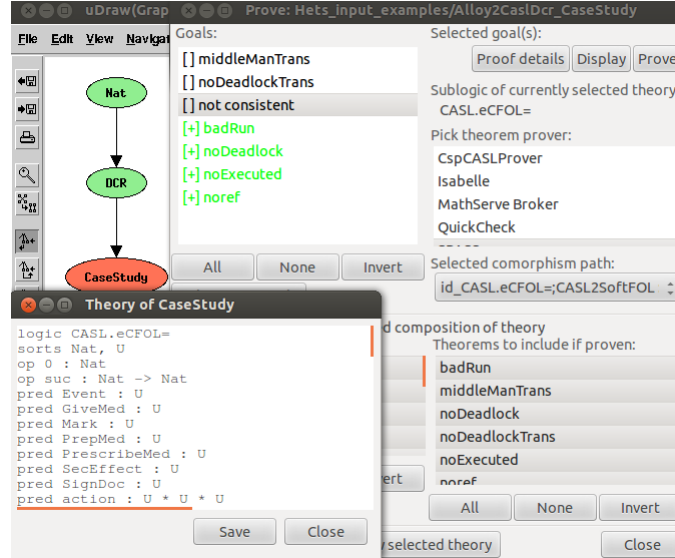 uDraw(Grap
Prove: Hets_input_examples/Alloy2CaslDcr_CaseStudy
File Edit View Navigat
Nat
DCR
CaseStudy
Goals:
[ ] middleManTrans
[ ] noDeadlockTrans
[ ] not consistent
[+] badRun
[+] noDeadlock
[+] noExecuted
[+] noref
All None Invert
Selected goal(s):
Proof details Display Prove
Sublogic of currently selected theory
CASL.eCFOL=
Pick theorem prover:
CspCASLProver
Isabelle
MathServe Broker
QuickCheck
Selected comorphism path:
id_CASL.eCFOL=;CASL2SoftFOL
d composition of theory
Theorems to include if proven:
badRun
middleManTrans
noDeadlock
noDeadlockTrans
noExecuted
noref
ert
All None Invert
selected theory
Close
Theory of CaseStudy
logic CASL.eCFOL=
sorts Nat, U
op 0 : Nat
op suc : Nat -> Nat
pred Event : U
pred GiveMed : U
pred Mark : U
pred PrepMed : U
pred PrescribeMed : U
pred SecEffect : U
pred SignDoc : U
pred action : U * U * U
Save Close